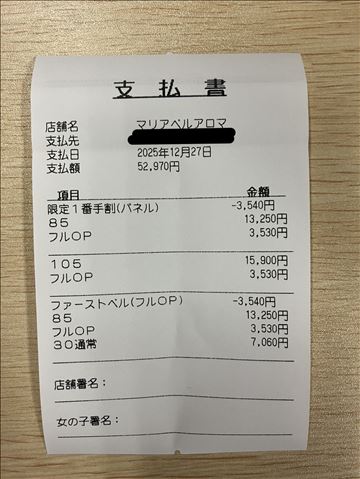 支払書
店舗名 マリアベルアロマ
支払先
支払日 2025年12月27日
支払額 52,970円
項目 金額
限定１番手割(パネル) -3,540円
８５ 13,250円
フルＯＰ 3,530円
１０５ 15,900円
フルＯＰ 3,530円
ファーストベル(フルＯＰ) -3,540円
８５ 13,250円
フルＯＰ 3,530円
３０通常 7,060円
店舗署名：
女の子署名：